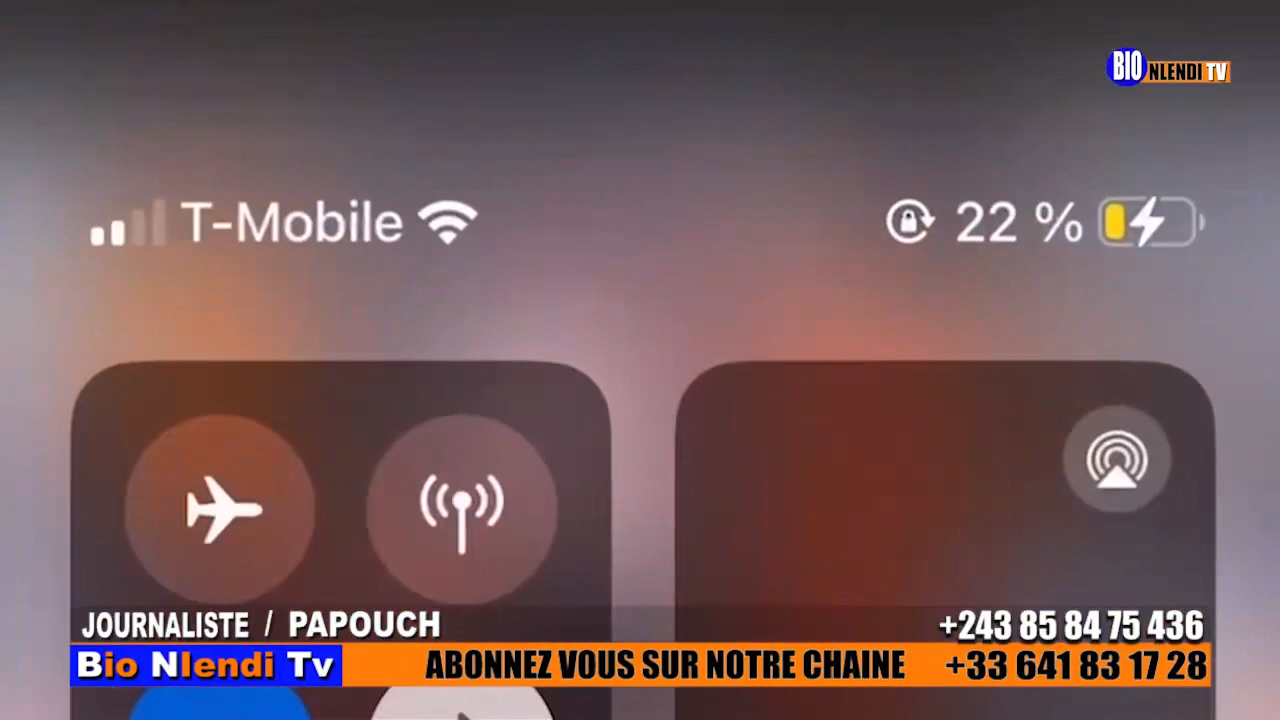 BIO NLENDI TV
T-Mobile
22 %
JOURNALISTE / PAPOUCH
+243 85 84 75 436
Bio Nlendi Tv
ABONNEZ VOUS SUR NOTRE CHAINE
+33 641 83 17 28